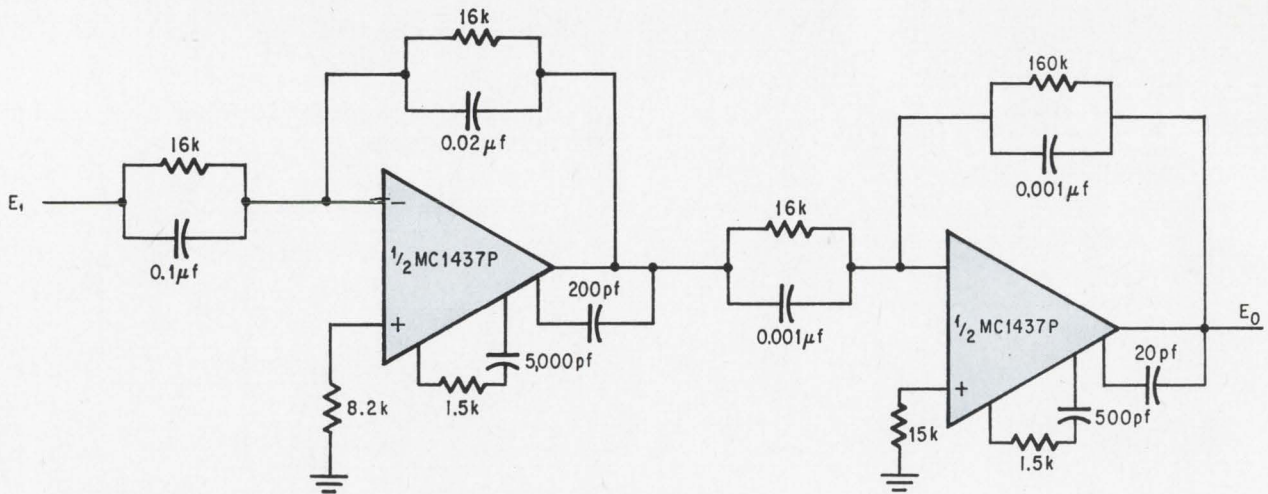 16k
0.02μf
16k
0.1μf
E₁
−
½ MC1437P
+
8.2k
1.5k
5,000pf
200pf
16k
0.001μf
160k
0.001μf
½ MC1437P
+
15k
1.5k
500pf
20pf
E₀